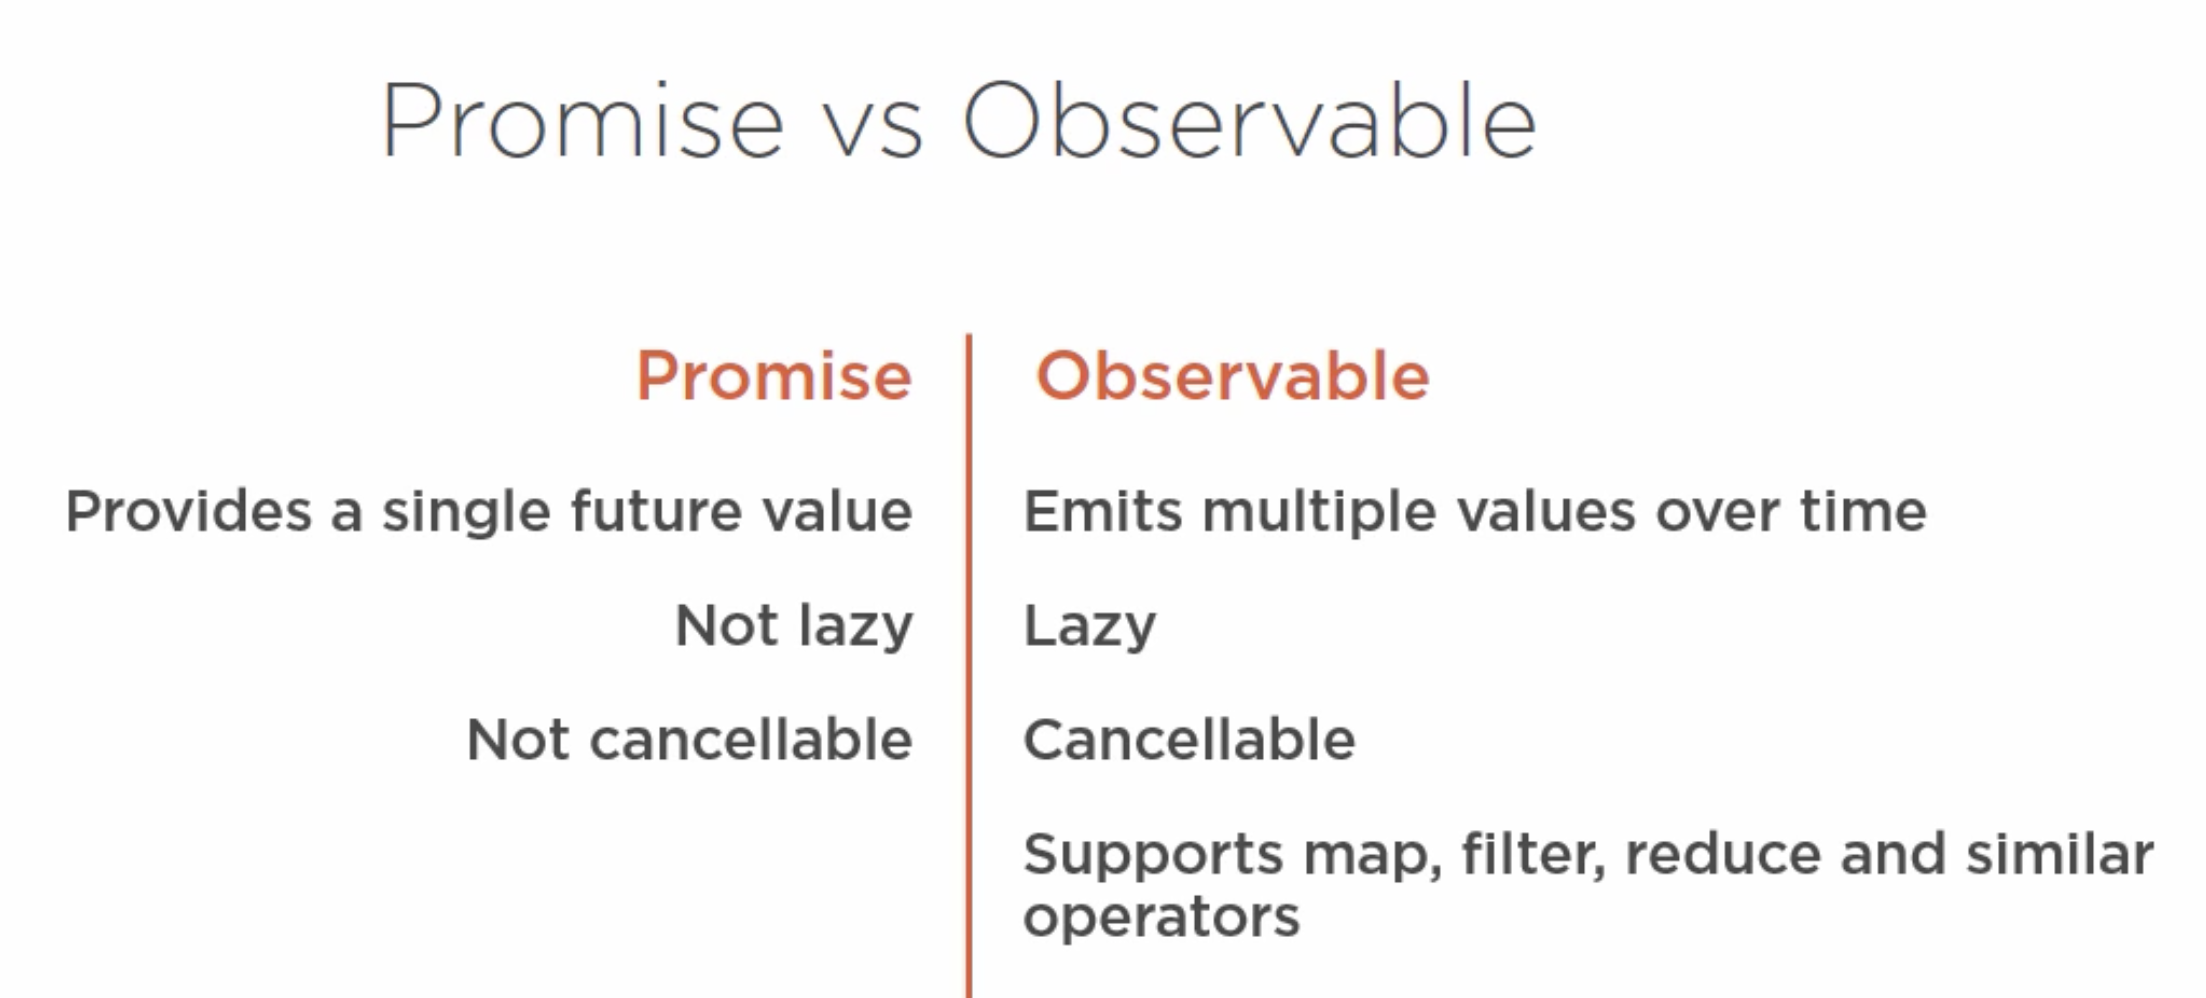 Promise vs Observable
Promise
Provides a single future value
Not lazy
Not cancellable
Observable
Emits multiple values over time
Lazy
Cancellable
Supports map, filter, reduce and similar
operators